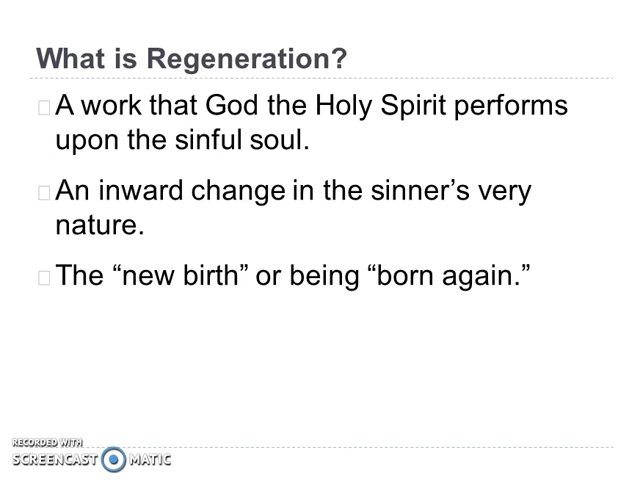 What is Regeneration?
A work that God the Holy Spirit performs
upon the sinful soul.
An inward change in the sinner’s very
nature.
The “new birth” or being “born again.”
RECORDED WITH
SCREENCAST MATIC